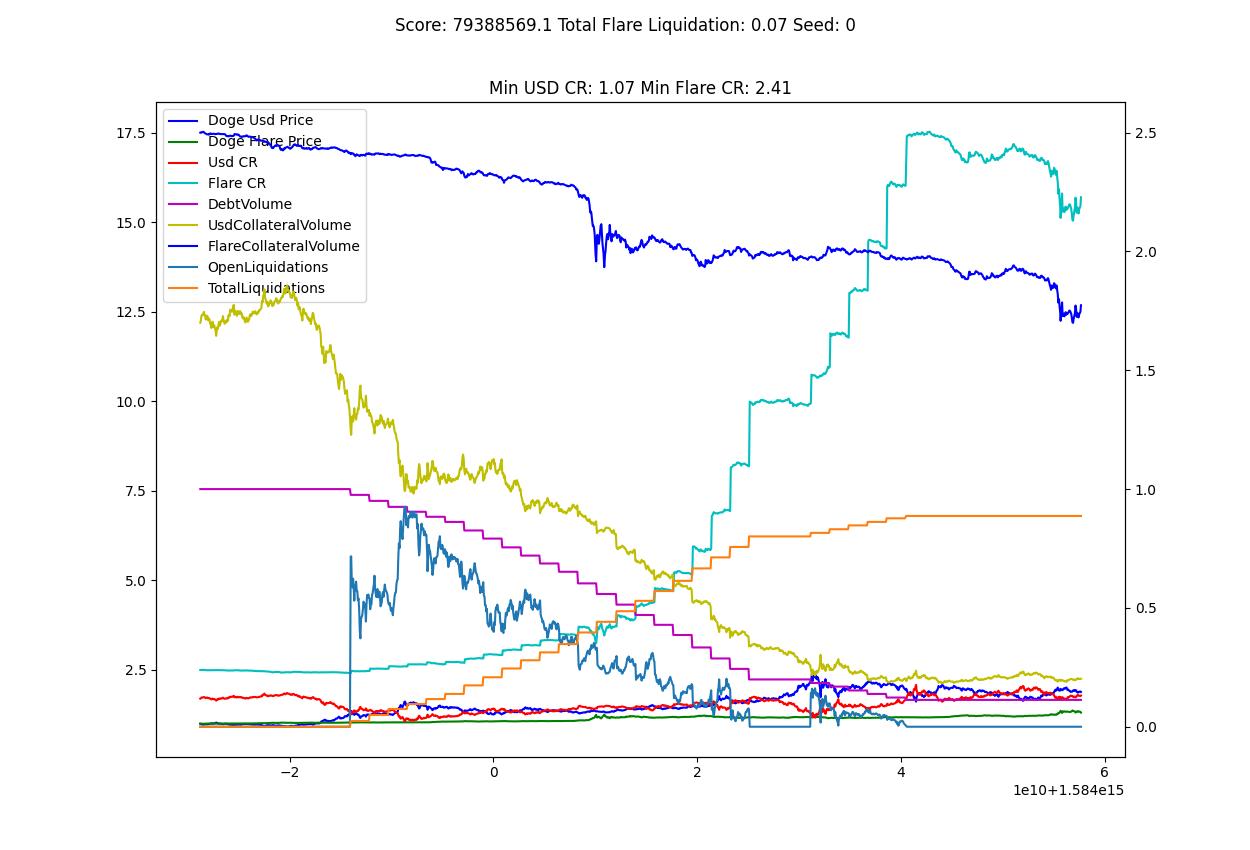 Score: 79388569.1 Total Flare Liquidation: 0.07 Seed: 0
Min USD CR: 1.07 Min Flare CR: 2.41
Doge Usd Price
Doge Flare Price
Usd CR
Flare CR
DebtVolume
UsdCollateralVolume
FlareCollateralVolume
OpenLiquidations
TotalLiquidations
17.5
15.0
12.5
10.0
7.5
5.0
2.5
2.5
2.0
1.5
1.0
0.5
0.0
−2
0
2
4
6
1e10+1.584e15